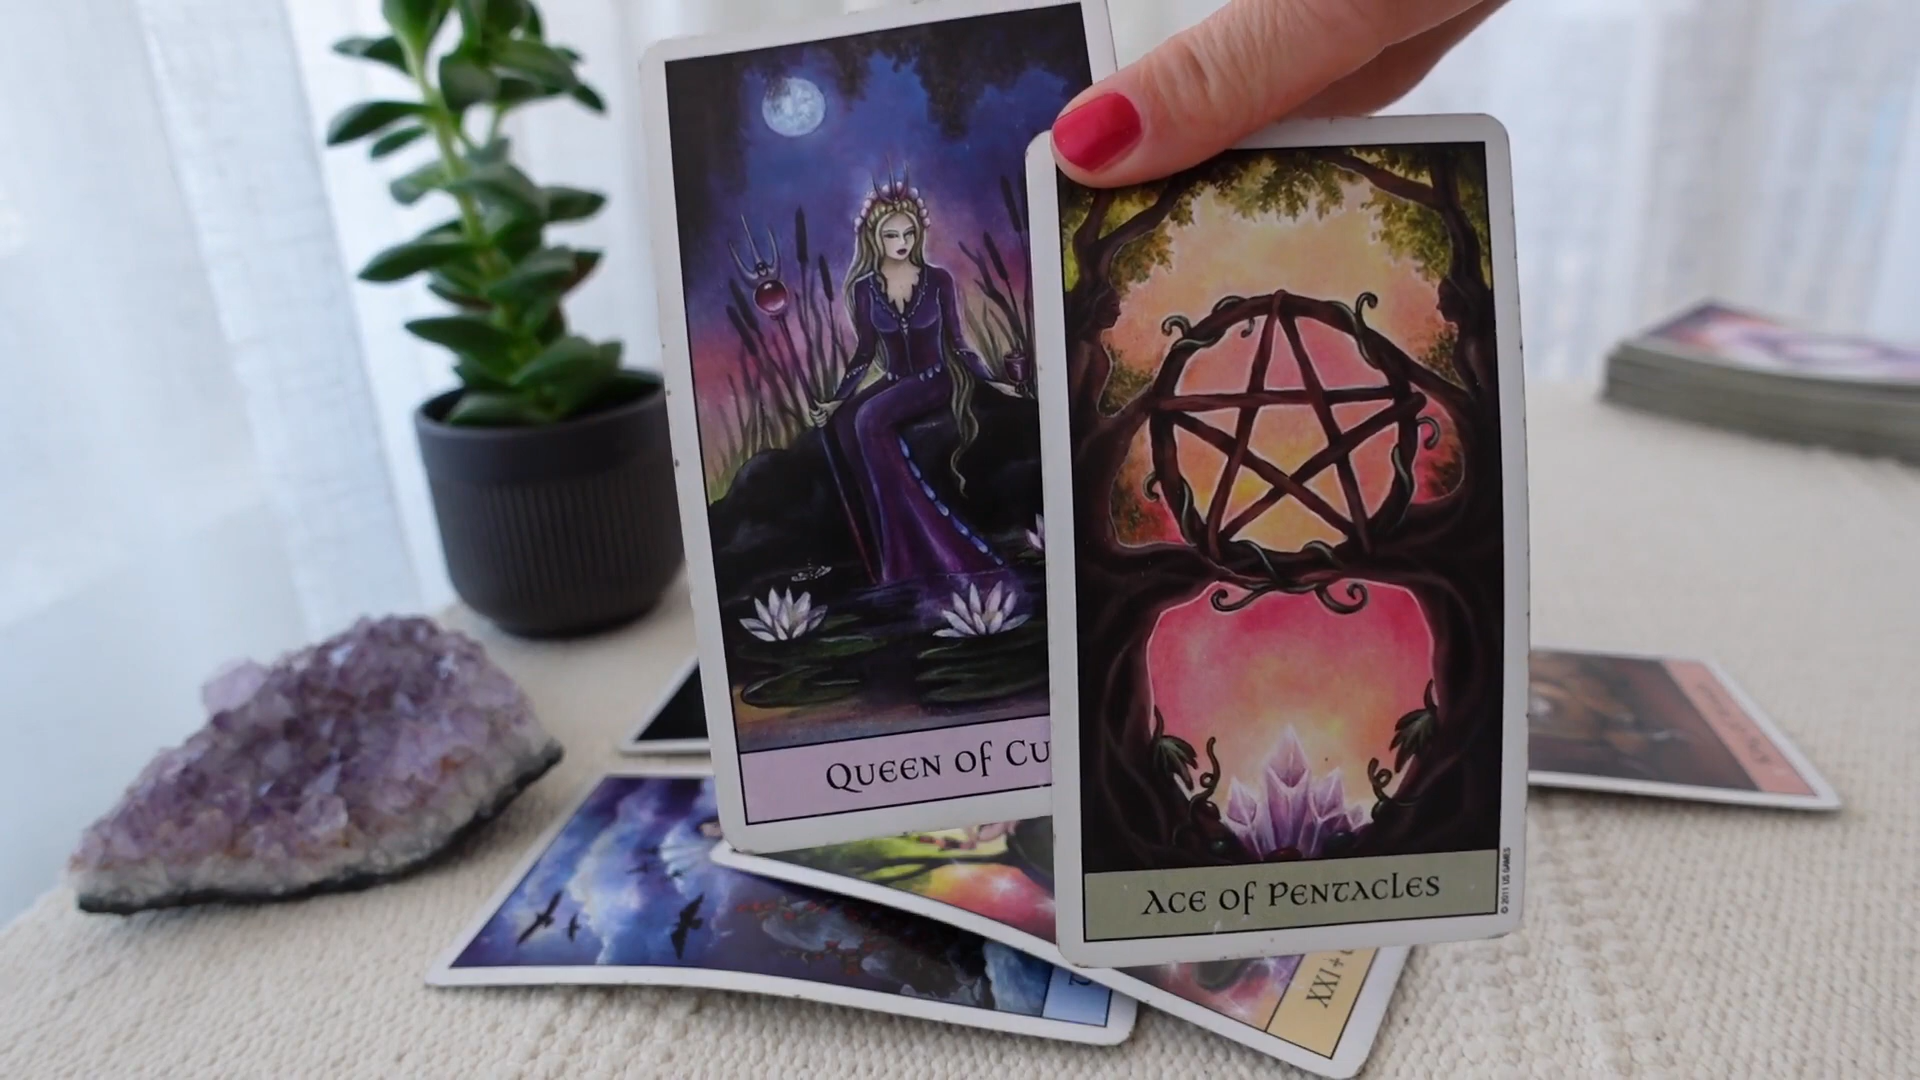 QUEEN OF CU
ACE OF PENTACLES
© 2011 US GAMES
XXI